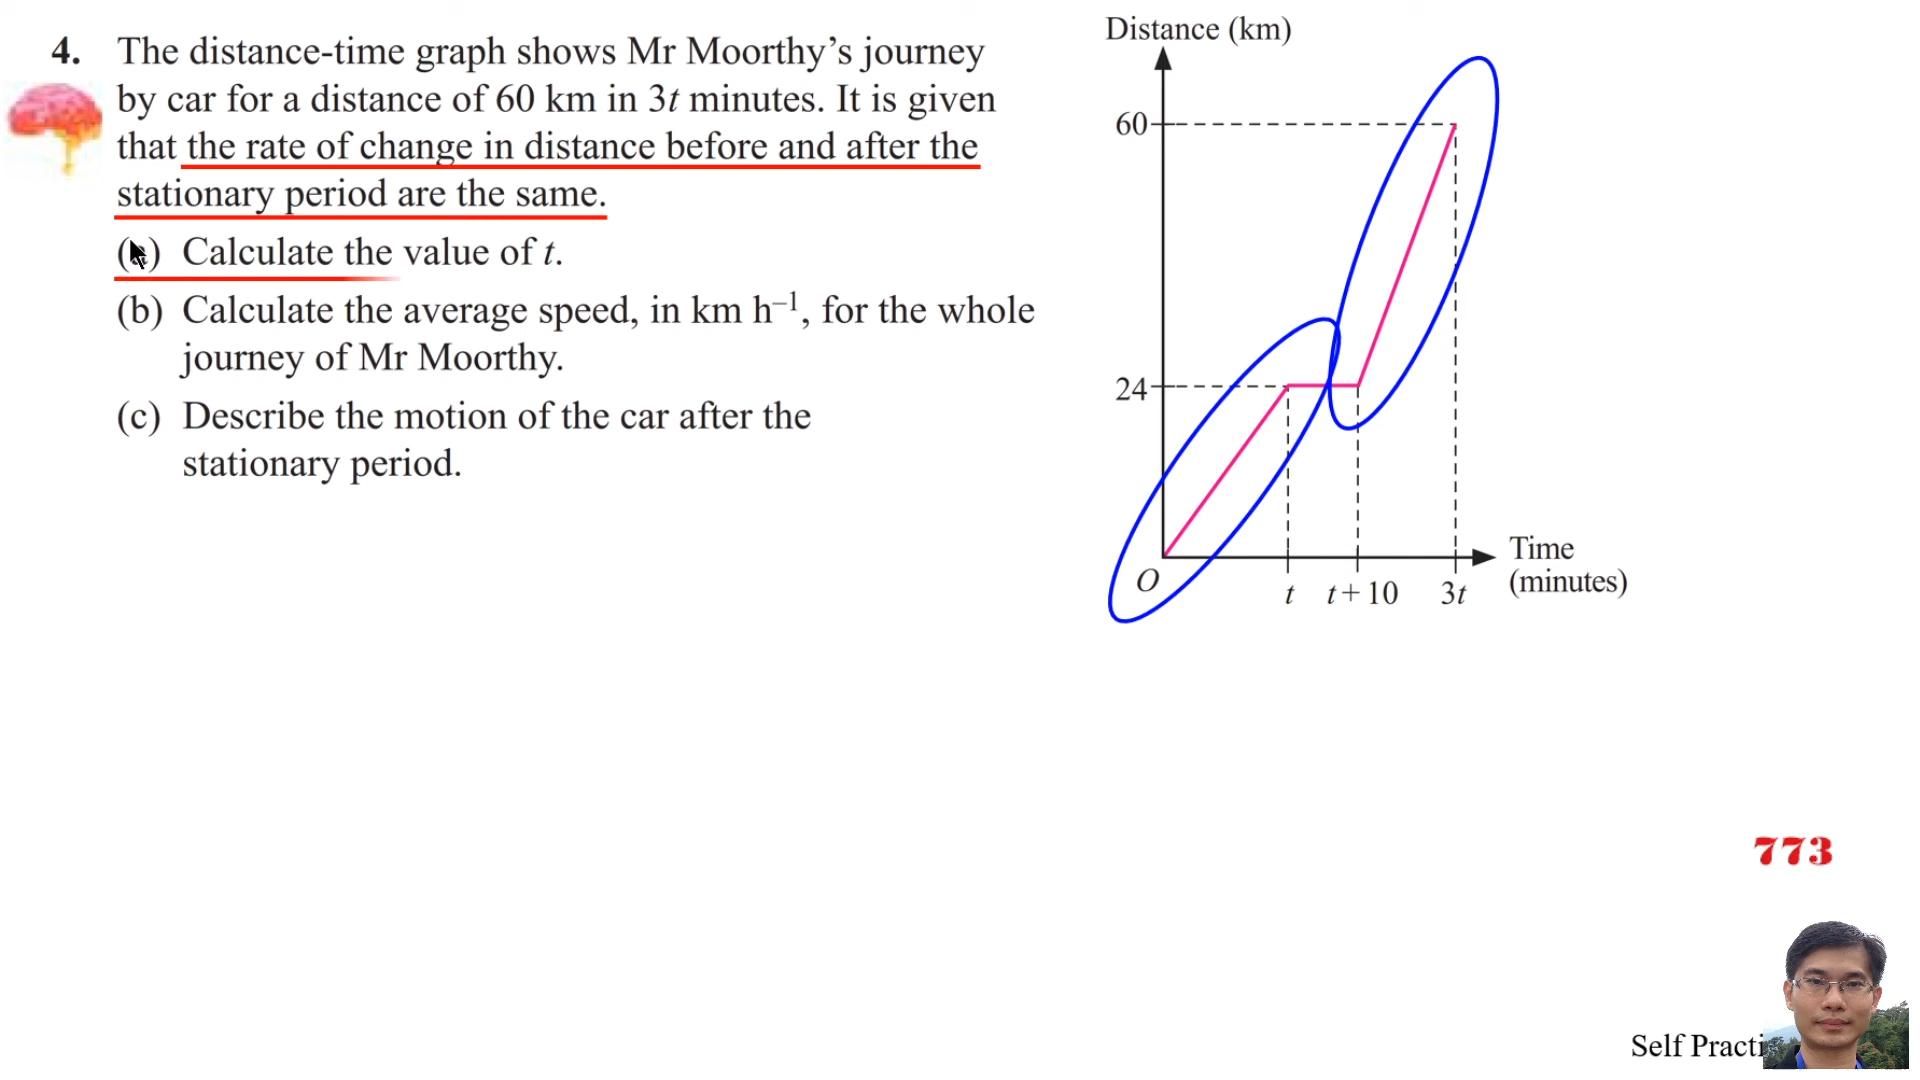 4. The distance-time graph shows Mr Moorthy’s journey
by car for a distance of 60 km in 3t minutes. It is given
that the rate of change in distance before and after the
stationary period are the same.
(a) Calculate the value of t.
(b) Calculate the average speed, in km h⁻¹, for the whole
journey of Mr Moorthy.
(c) Describe the motion of the car after the
stationary period.
Distance (km)
60
24
O
t
t + 10
3t
Time
(minutes)
773
Self Practi